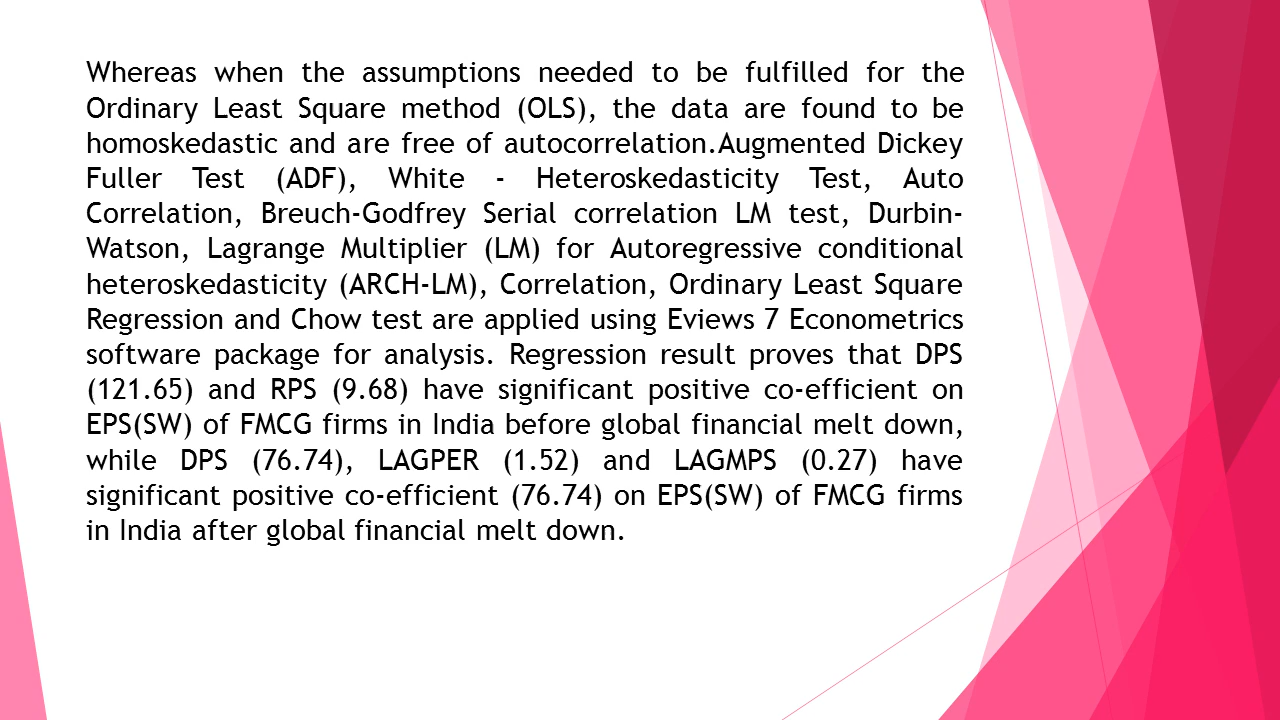 Whereas when the assumptions needed to be fulfilled for the
Ordinary Least Square method (OLS), the data are found to be
homoskedastic and are free of autocorrelation.Augmented Dickey
Fuller Test (ADF), White - Heteroskedasticity Test, Auto
Correlation, Breuch-Godfrey Serial correlation LM test, Durbin-
Watson, Lagrange Multiplier (LM) for Autoregressive conditional
heteroskedasticity (ARCH-LM), Correlation, Ordinary Least Square
Regression and Chow test are applied using Eviews 7 Econometrics
software package for analysis. Regression result proves that DPS
(121.65) and RPS (9.68) have significant positive co-efficient on
EPS(SW) of FMCG firms in India before global financial melt down,
while DPS (76.74), LAGPER (1.52) and LAGMPS (0.27) have
significant positive co-efficient (76.74) on EPS(SW) of FMCG firms
in India after global financial melt down.